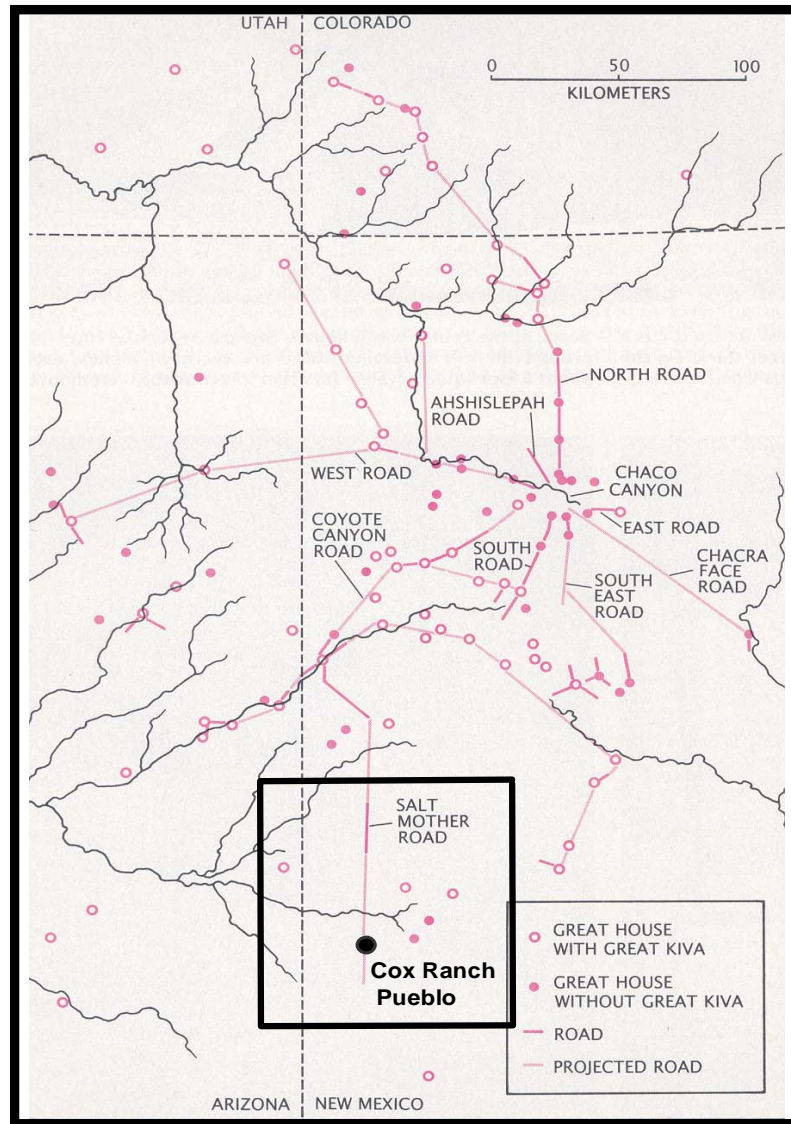 UTAH
COLORADO
0
50
100
KILOMETERS
NORTH ROAD
AHSHISLEPAH
ROAD
WEST ROAD
CHACO
CANYON
COYOTE
CANYON
ROAD
EAST ROAD
SOUTH
ROAD
SOUTH
EAST
ROAD
CHACRA
FACE
ROAD
SALT
MOTHER
ROAD
Cox Ranch
Pueblo
GREAT HOUSE
WITH GREAT KIVA
GREAT HOUSE
WITHOUT GREAT KIVA
ROAD
PROJECTED ROAD
ARIZONA
NEW MEXICO